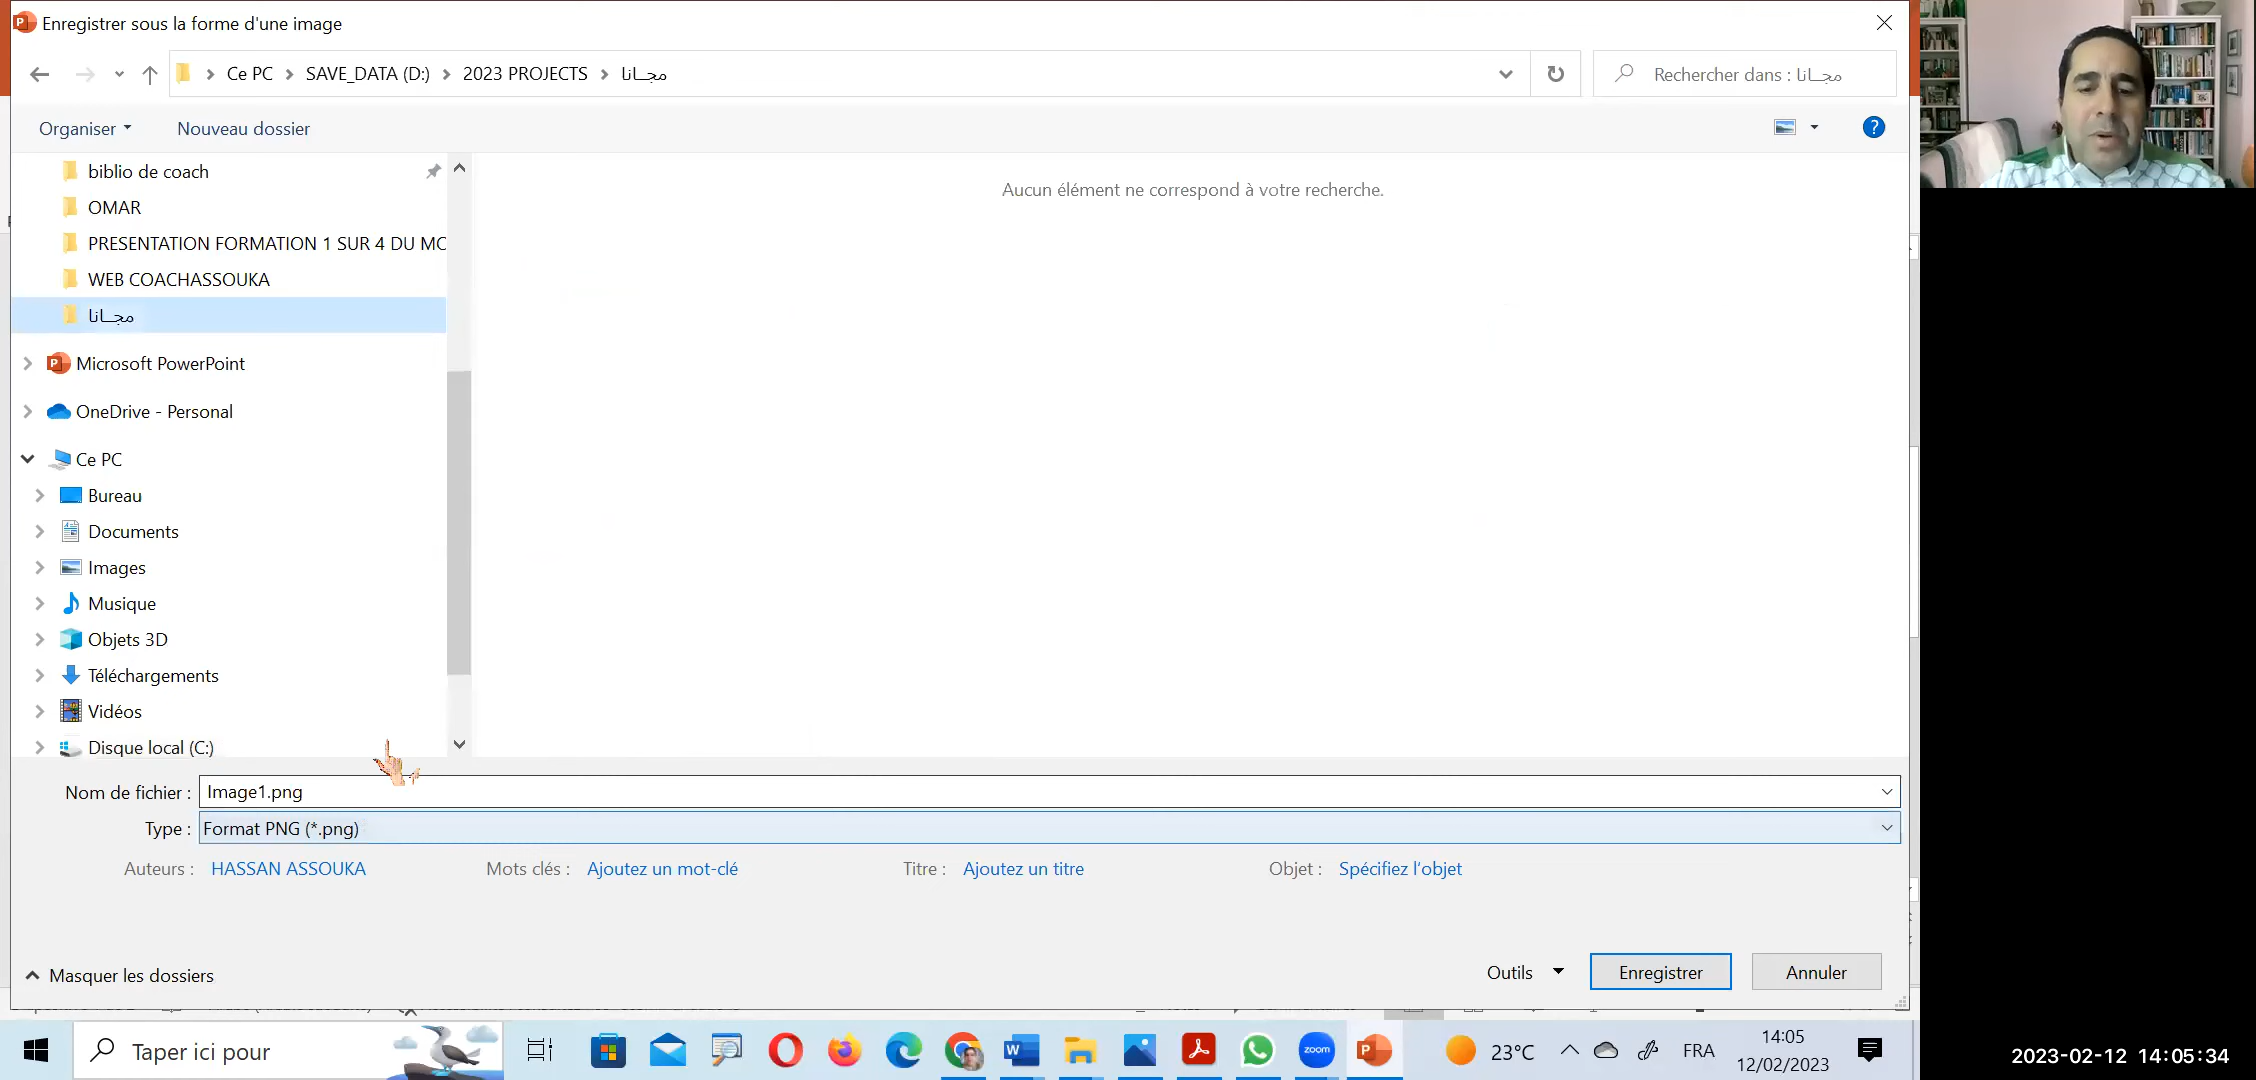 Enregistrer sous la forme d'une image
Ce PC > SAVE_DATA (D:) > 2023 PROJECTS > مجــانا
Rechercher dans : مجــانا
Organiser
Nouveau dossier
biblio de coach
OMAR
PRESENTATION FORMATION 1 SUR 4 DU MC
WEB COACHASSOUKA
مجــانا
Microsoft PowerPoint
OneDrive - Personal
Ce PC
Bureau
Documents
Images
Musique
Objets 3D
Téléchargements
Vidéos
Disque local (C:)
Aucun élément ne correspond à votre recherche.
Nom de fichier : Image1.png
Type : Format PNG (*.png)
Auteurs : HASSAN ASSOUKA
Mots clés : Ajoutez un mot-clé
Titre : Ajoutez un titre
Objet : Spécifiez l'objet
Masquer les dossiers
Outils
Enregistrer
Annuler
Taper ici pour
zoom
23°C
FRA
14:05
12/02/2023
2023-02-12 14:05:34